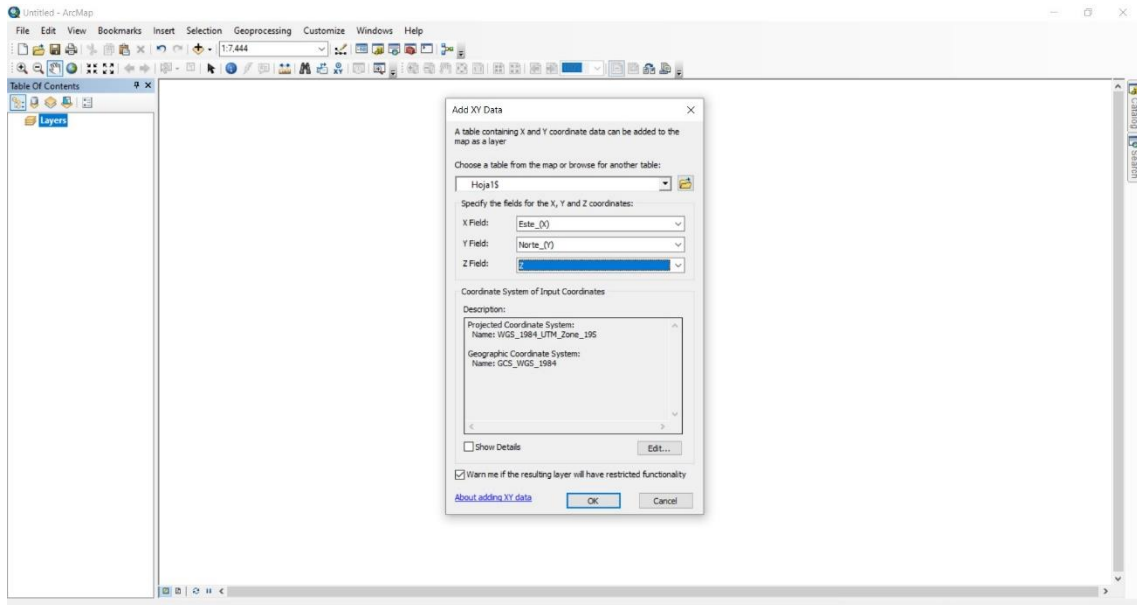 Untitled - ArcMap
File Edit View Bookmarks Insert Selection Geoprocessing Customize Windows Help
1:7,444
Table Of Contents
Layers
Add XY Data
A table containing X and Y coordinate data can be added to the
map as a layer
Choose a table from the map or browse for another table:
Hoja1$
Specify the fields for the X, Y and Z coordinates:
X Field: Este_(X)
Y Field: Norte_(Y)
Z Field: Z
Coordinate System of Input Coordinates
Description:
Projected Coordinate System:
Name: WGS_1984_UTM_Zone_19S
Geographic Coordinate System:
Name: GCS_WGS_1984
Show Details Edit...
Warn me if the resulting layer will have restricted functionality
About adding XY data OK Cancel
Catalog
Search